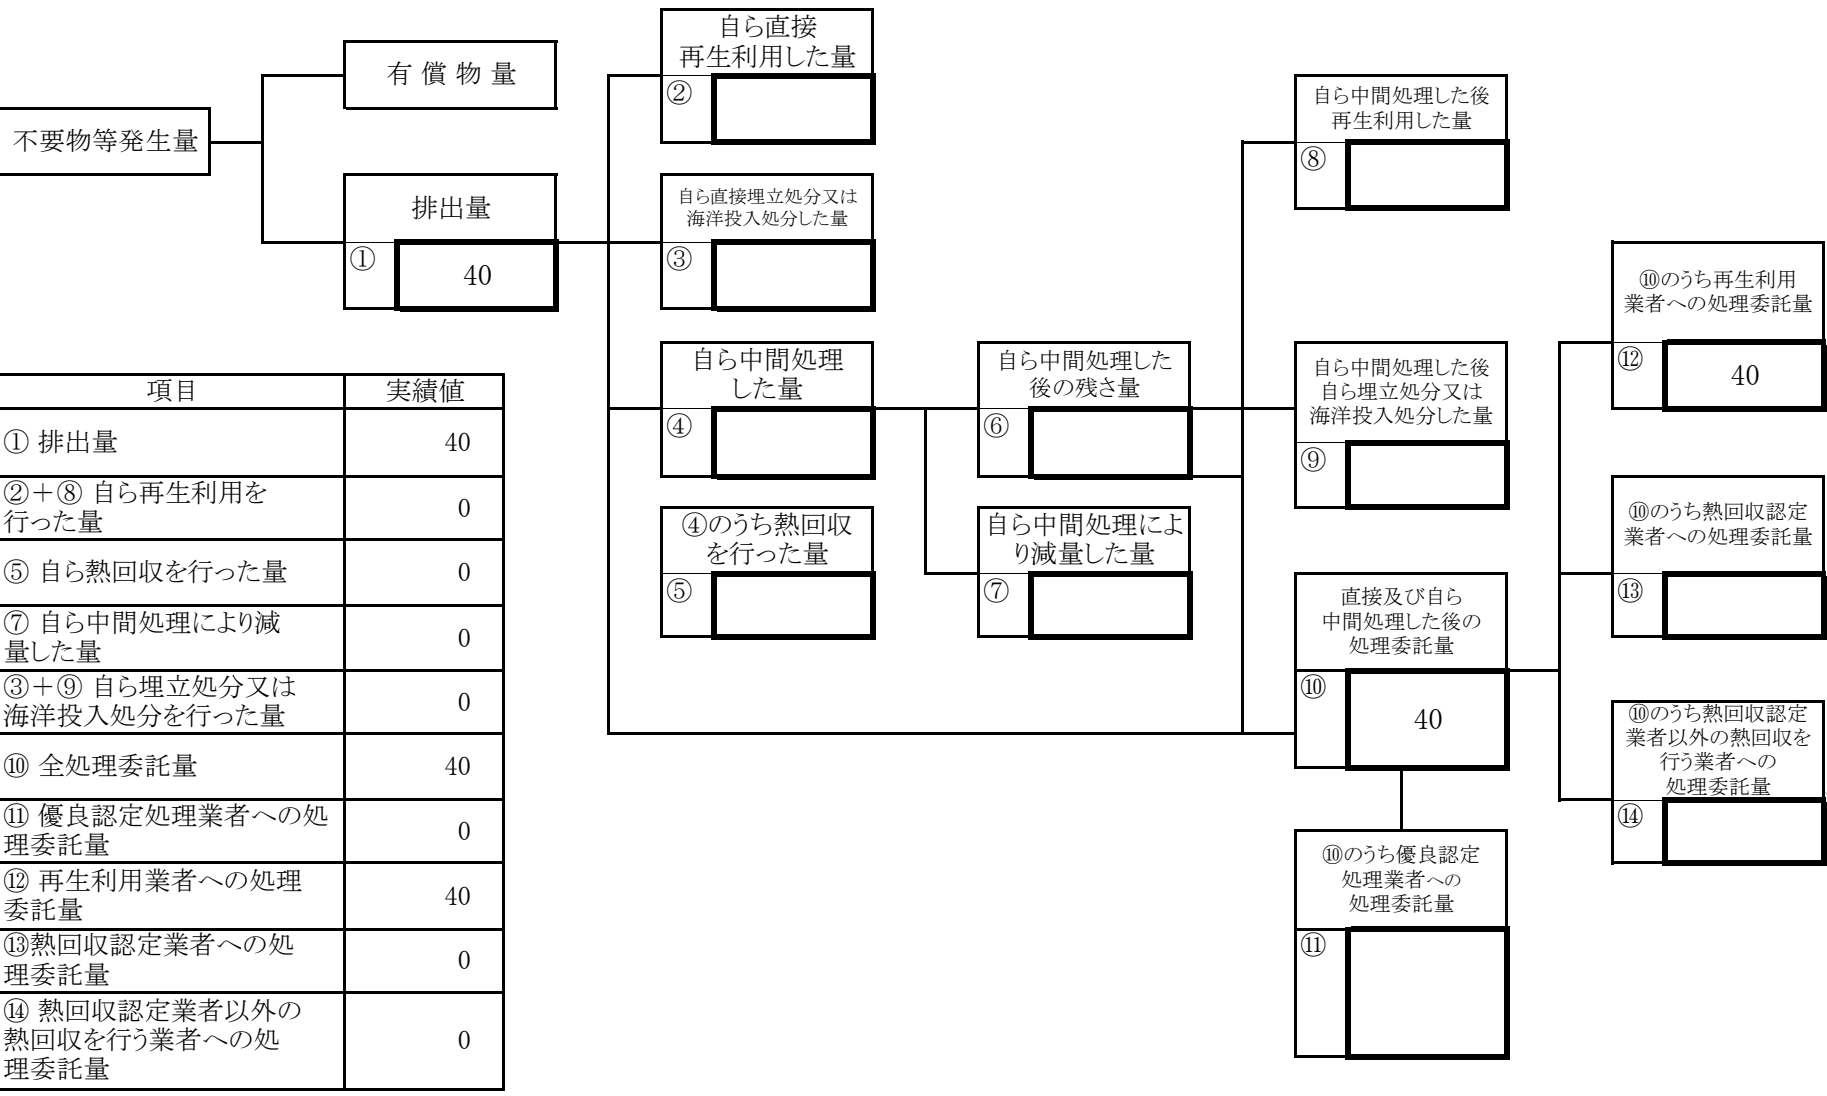 自ら直接
再生利用した量
②
有 償 物 量
不要物等発生量
排出量
①
40
自ら直接埋立処分又は
海洋投入処分した量
③
自ら中間処理した後
再生利用した量
⑧
自ら中間処理
した量
④
自ら中間処理した
後の残さ量
⑥
自ら中間処理した後
自ら埋立処分又は
海洋投入処分した量
⑨
⑩のうち再生利用
業者への処理委託量
⑫
40
④のうち熱回収
を行った量
⑤
自ら中間処理によ
り減量した量
⑦
直接及び自ら
中間処理した後の
処理委託量
⑩
40
⑩のうち熱回収認定
業者への処理委託量
⑬
⑩のうち熱回収認定
業者以外の熱回収を
行う業者への
処理委託量
⑭
⑩のうち優良認定
処理業者への
処理委託量
⑪
項目
実績値
① 排出量
40
②＋⑧ 自ら再生利用を
行った量
0
⑤ 自ら熱回収を行った量
0
⑦ 自ら中間処理により減
量した量
0
③＋⑨ 自ら埋立処分又は
海洋投入処分を行った量
0
⑩ 全処理委託量
40
⑪ 優良認定処理業者への処
理委託量
0
⑫ 再生利用業者への処理
委託量
40
⑬熱回収認定業者への処
理委託量
0
⑭ 熱回収認定業者以外の
熱回収を行う業者への処
理委託量
0